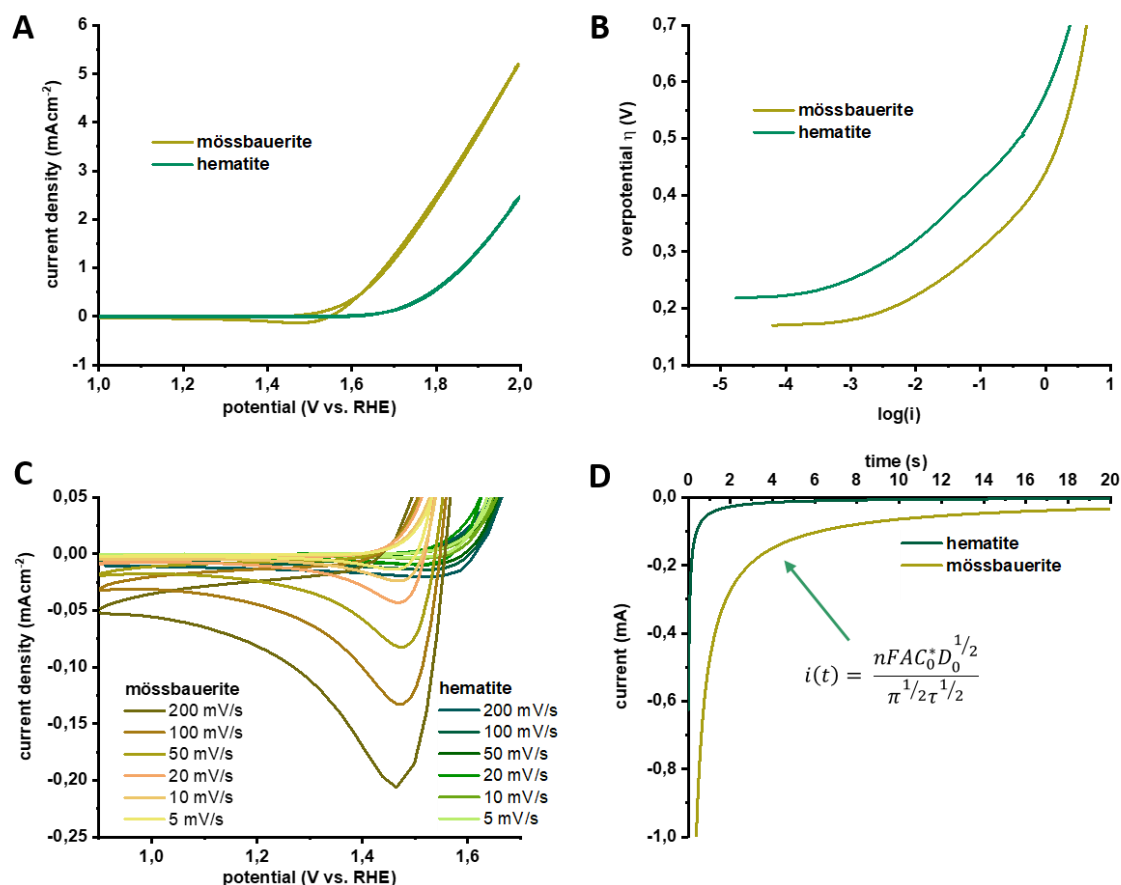 A
6
5
4
3
2
1
0
-1
current density (mAcm-2)
mössbauerite
hematite
1,0 1,2 1,4 1,6 1,8 2,0
potential (V vs. RHE)
B
0,7
0,6
0,5
0,4
0,3
0,2
0,1
overpotential η (V)
mössbauerite
hematite
-5 -4 -3 -2 -1 0 1
log(i)
C
0,05
0,00
-0,05
-0,10
-0,15
-0,20
-0,25
current density (mAcm-2)
mössbauerite
200 mV/s
100 mV/s
50 mV/s
20 mV/s
10 mV/s
5 mV/s
hematite
200 mV/s
100 mV/s
50 mV/s
20 mV/s
10 mV/s
5 mV/s
1,0 1,2 1,4 1,6
potential (V vs. RHE)
D
time (s)
0 2 4 6 8 10 12 14 16 18 20
0,0
-0,2
-0,4
-0,6
-0,8
-1,0
current (mA)
hematite
mössbauerite
i(t) = nFAC₀*D₀^1/2 / π^1/2 τ^1/2